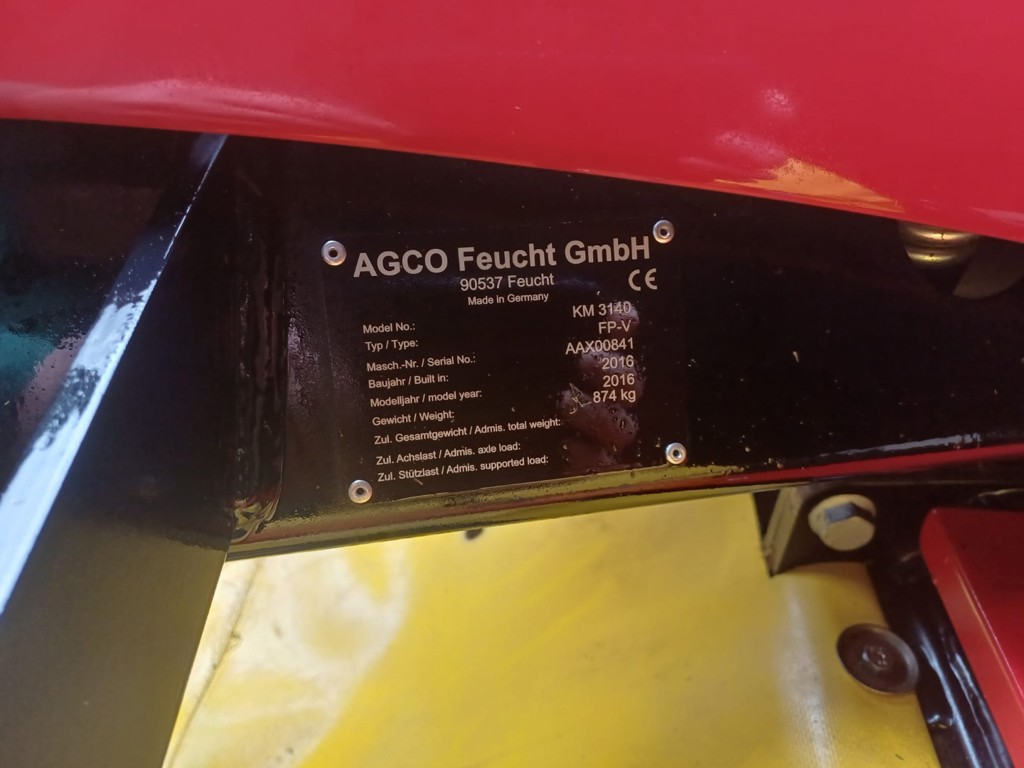 AGCO Feucht GmbH
90537 Feucht
CE
Made in Germany
Model No.: KM 3140
Typ / Type: FP-V
Masch.-Nr. / Serial No.: AAX00841
Baujahr / Built in: 2016
Modelljahr / model year: 2016
Gewicht / Weight: 874 kg
Zul. Gesamtgewicht / Admis. total weight:
Zul. Achslast / Admis. axle load:
Zul. Stützlast / Admis. supported load: